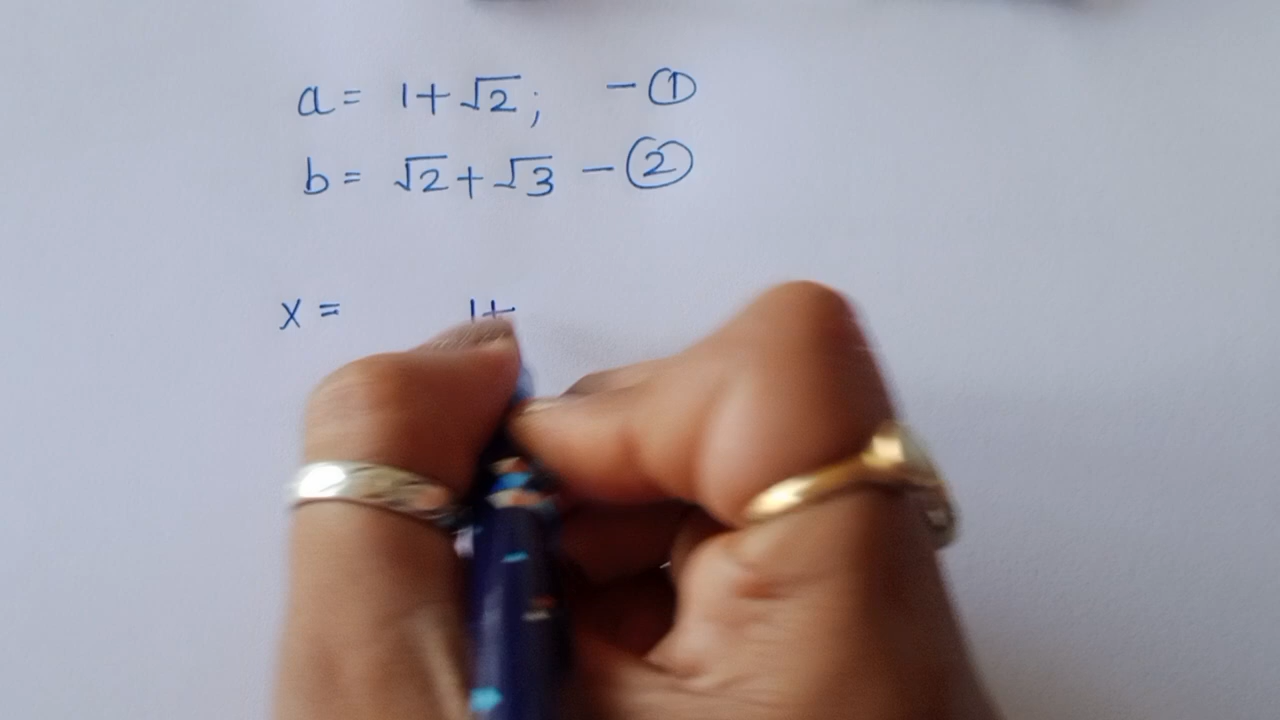 a = 1+√2; - ①
b = √2+√3 - ②
x = 1+